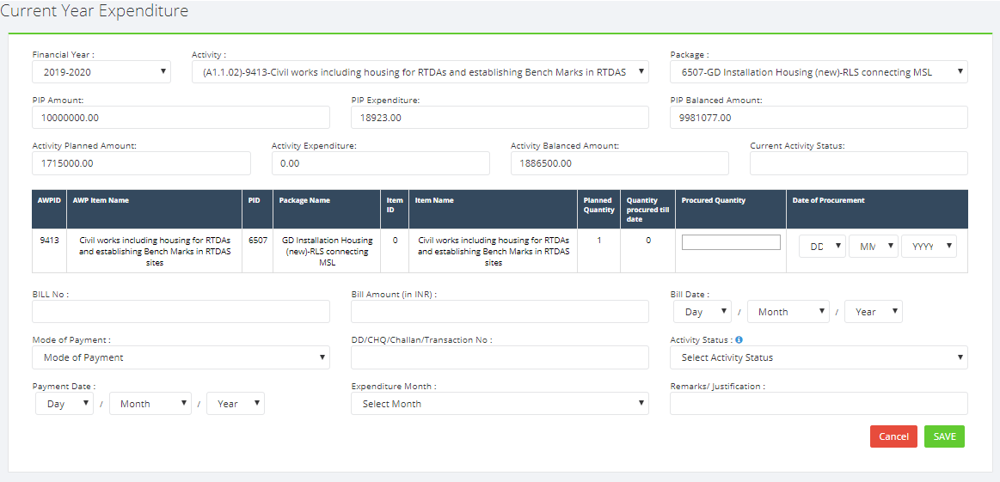 Current Year Expenditure
Financial Year : Activity : Package :
2019-2020 (A1.1.02)-9413-Civil works including housing for RTDAs and establishing Bench Marks in RTDAS 6507-GD Installation Housing (new)-RLS connecting MSL
PIP Amount: PIP Expenditure: PIP Balanced Amount:
10000000.00 18923.00 9981077.00
Activity Planned Amount: Activity Expenditure: Activity Balanced Amount: Current Activity Status:
1715000.00 0.00 1886500.00
AWPID AWP Item Name PID Package Name Item Item Name Planned Quantity Procured Quantity Date of Procurement
ID Quantity procured till
date
9413 Civil works including housing for RTDAs 6507 GD Installation Housing 0 Civil works including housing for RTDAs 1 0
and establishing Bench Marks in RTDAS (new)-RLS connecting and establishing Bench Marks in RTDAS DD MM YYYY
sites MSL sites
BILL No : Bill Amount (in INR) : Bill Date :
Day / Month / Year
Mode of Payment : DD/CHQ/Challan/Transaction No : Activity Status :
Mode of Payment Select Activity Status
Payment Date : Expenditure Month : Remarks/ Justification :
Day / Month / Year Select Month
Cancel SAVE